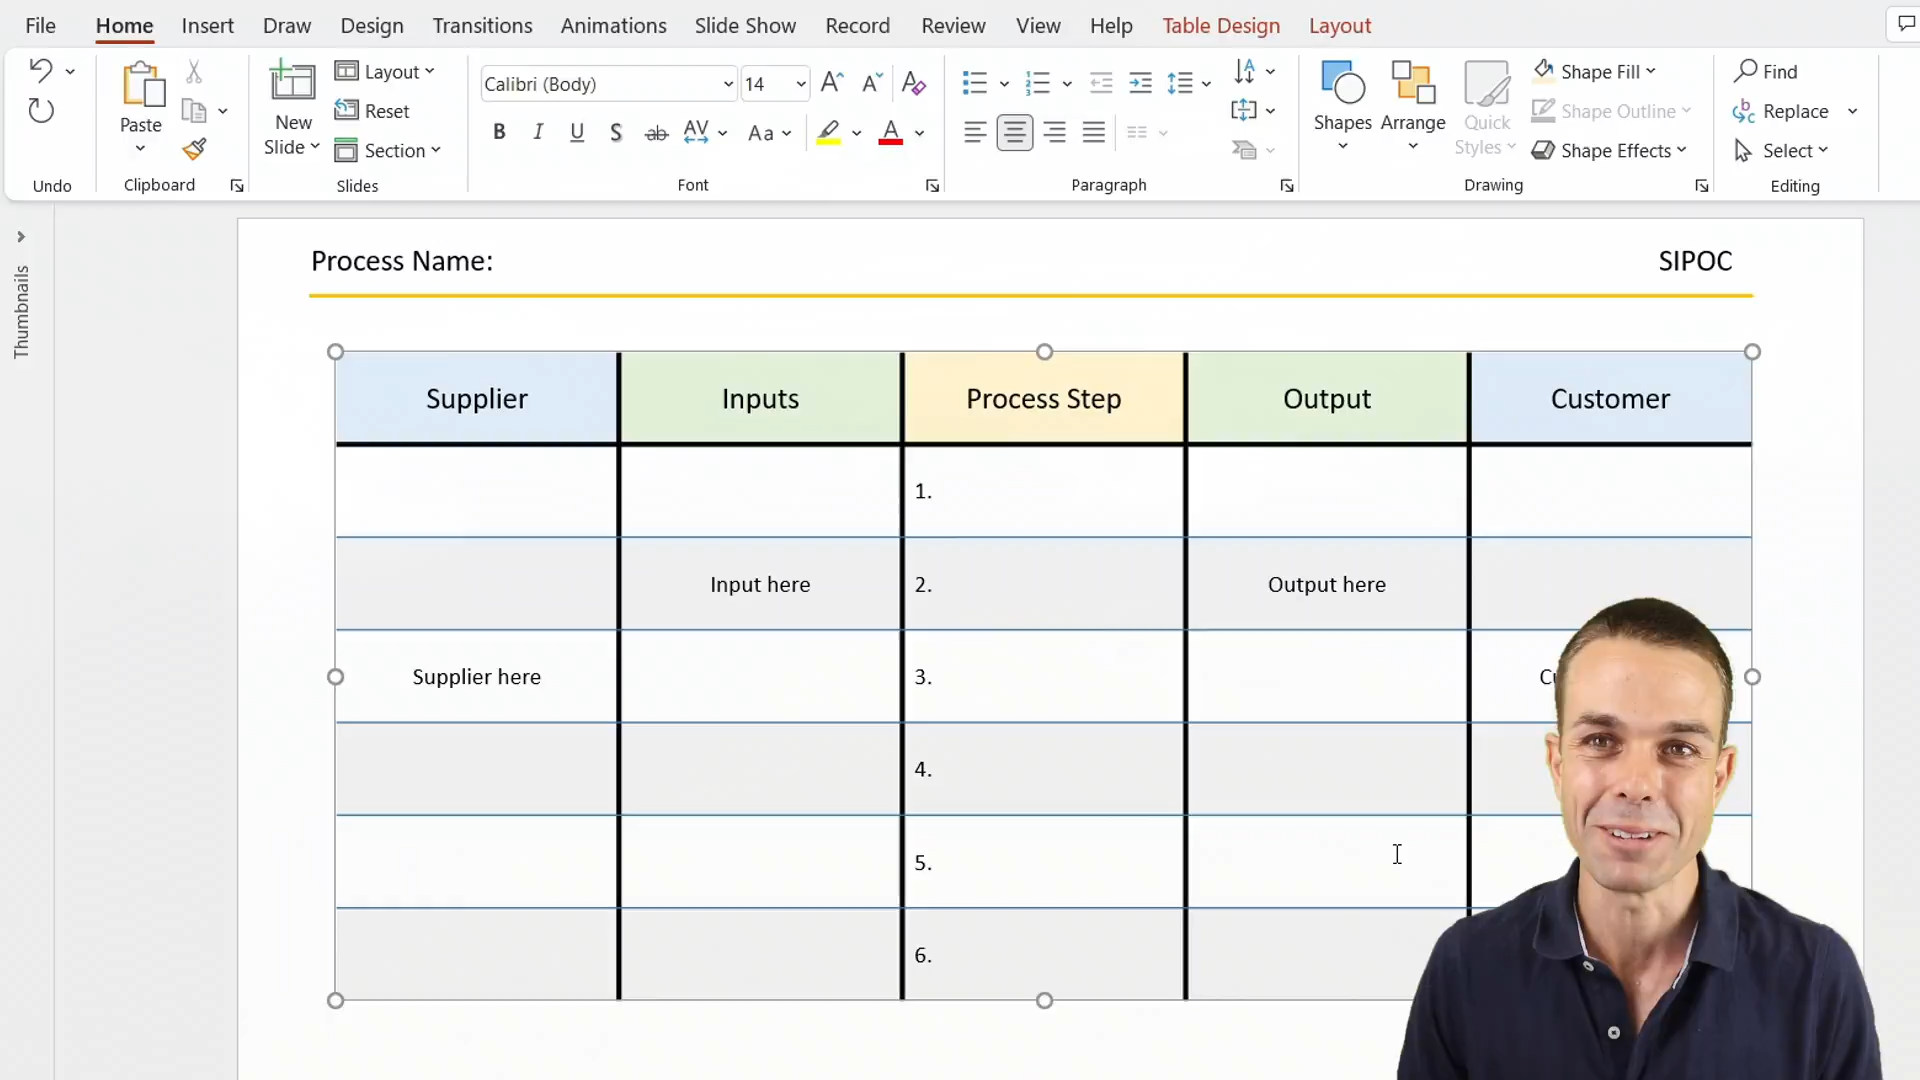 File Home Insert Draw Design Transitions Animations Slide Show Record Review View Help Table Design Layout
Undo
Paste
Clipboard
New
Slide
Layout
Reset
Section
Slides
Calibri (Body) 14
B I U S ab AV Aa A
Font
Paragraph
Shapes
Arrange
Quick
Styles
Shape Fill
Shape Outline
Shape Effects
Drawing
Find
Replace
Select
Editing
Thumbnails
Process Name: SIPOC
Supplier Inputs Process Step Output Customer
1.
Input here 2. Output here
Supplier here 3.
4.
5.
6.